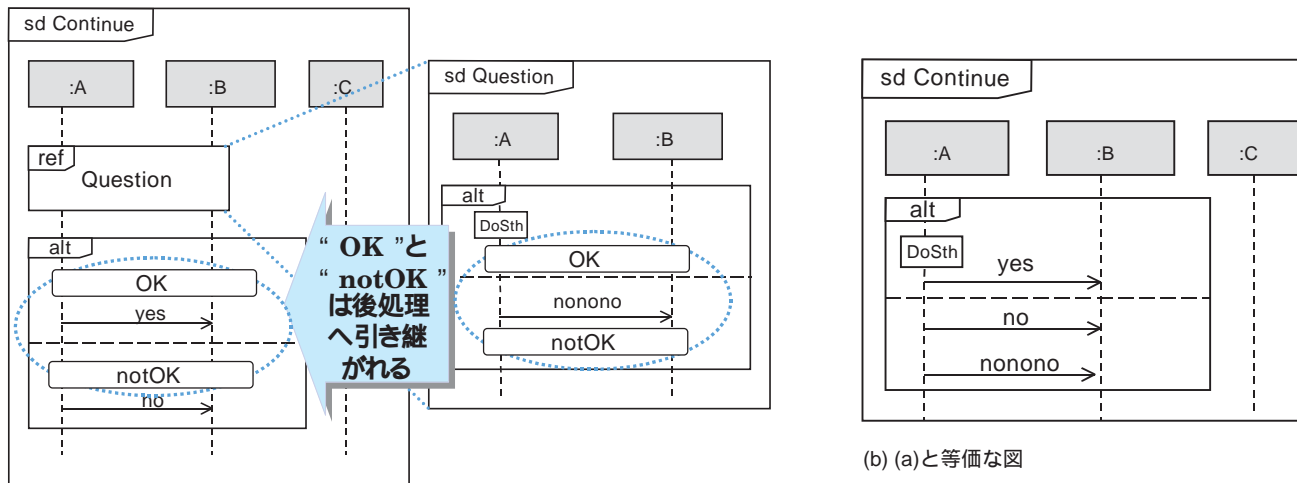 sd Continue
:A
:B
:C
ref
Question
alt
OK
yes
notOK
no
“ OK ”と
“ notOK ”
は後処理
へ引き継
がれる
sd Question
:A
:B
alt
DoSth
OK
nonono
notOK
sd Continue
:A
:B
:C
alt
DoSth
yes
no
nonono
(b) (a)と等価な図